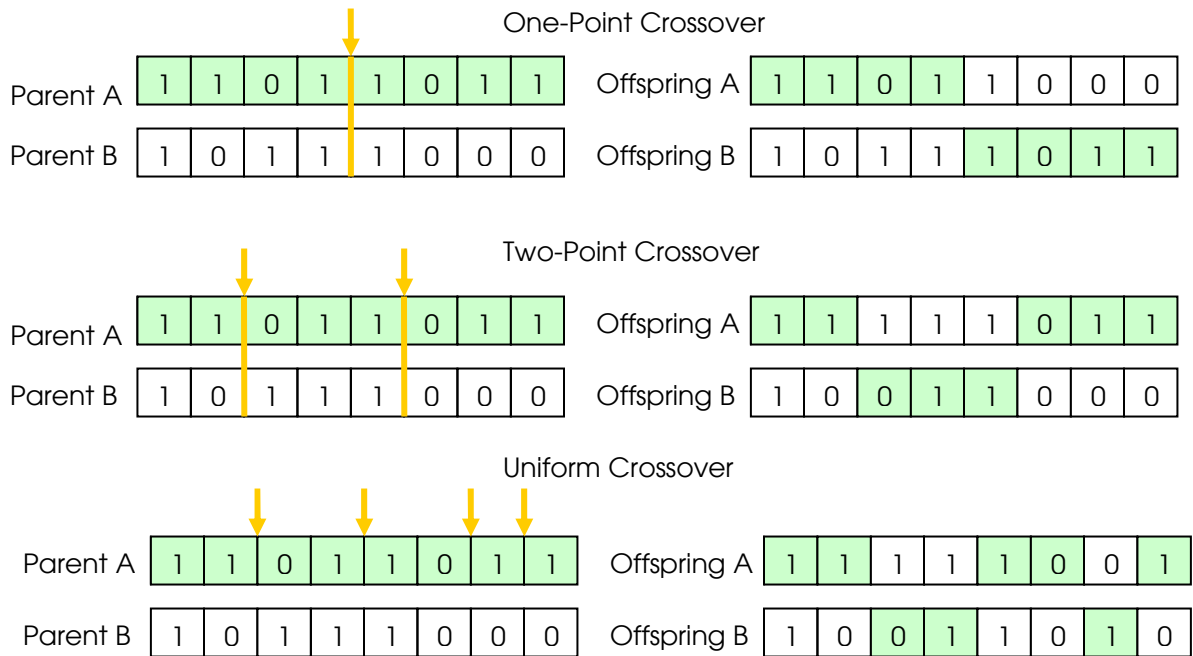 One-Point Crossover
Parent A 1 1 0 1 1 0 1 1 Offspring A 1 1 0 1 1 0 0 0
Parent B 1 0 1 1 1 0 0 0 Offspring B 1 0 1 1 1 0 1 1
Two-Point Crossover
Parent A 1 1 0 1 1 0 1 1 Offspring A 1 1 1 1 1 0 1 1
Parent B 1 0 1 1 1 0 0 0 Offspring B 1 0 0 1 1 0 0 0
Uniform Crossover
Parent A 1 1 0 1 1 0 1 1 Offspring A 1 1 1 1 1 0 0 1
Parent B 1 0 1 1 1 0 0 0 Offspring B 1 0 0 1 1 0 1 0